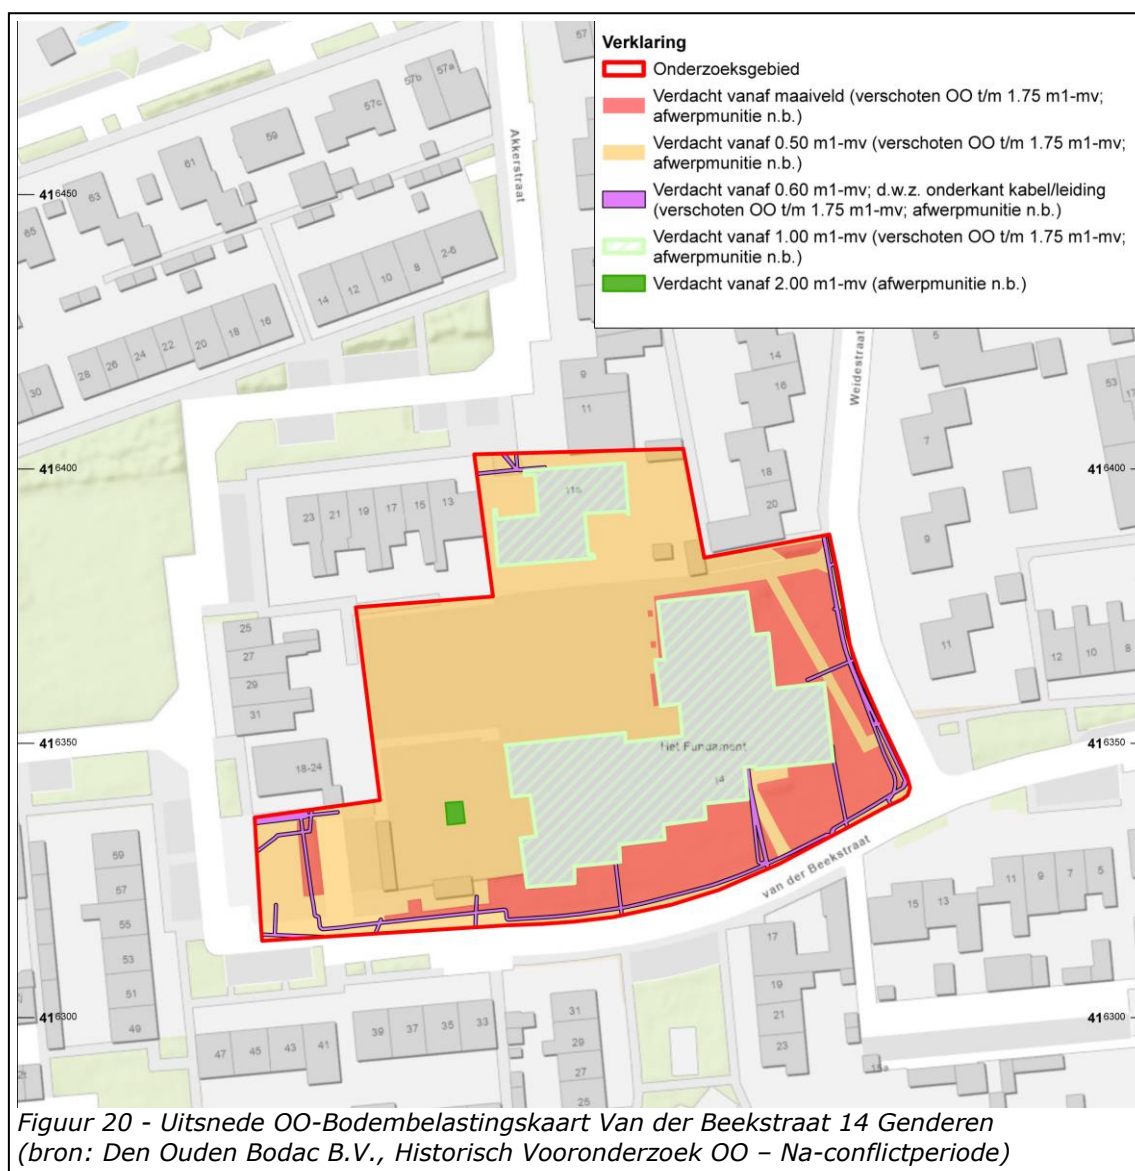 Verklaring
Onderzoeksgebied
Verdacht vanaf maaiveld (verschoten OO t/m 1.75 m1-mv;
afwerpmunitie n.b.)
Verdacht vanaf 0.50 m1-mv (verschoten OO t/m 1.75 m1-mv;
afwerpmunitie n.b.)
Verdacht vanaf 0.60 m1-mv; d.w.z. onderkant kabel/leiding
(verschoten OO t/m 1.75 m1-mv; afwerpmunitie n.b.)
Verdacht vanaf 1.00 m1-mv (verschoten OO t/m 1.75 m1-mv;
afwerpmunitie n.b.)
Verdacht vanaf 2.00 m1-mv (afwerpmunitie n.b.)
57
57b 57a
57c
59
61
63
65
Akkerstraat
416450
14 12 10 8 2-6
28 26 24 22 20 18 16
30
9
11
14
16
Weidestraat
5
53
17
7
18
20
416400
416400
23 21 19 17 15 13
11a
9
25
27
29
31
11
12 10 8
416350
416350
Het Fundament
14
18-24
van der Beekstraat
59
57
55
53
51
49
15 13 11 9 7 5
17
19
21
23
416300
416300
47 45 43 41
39 37 35 33
31
29
27
25
15a
Figuur 20 - Uitsnede OO-Bodembelastingskaart Van der Beekstraat 14 Genderen
(bron: Den Ouden Bodac B.V., Historisch Vooronderzoek OO – Na-conflictperiode)